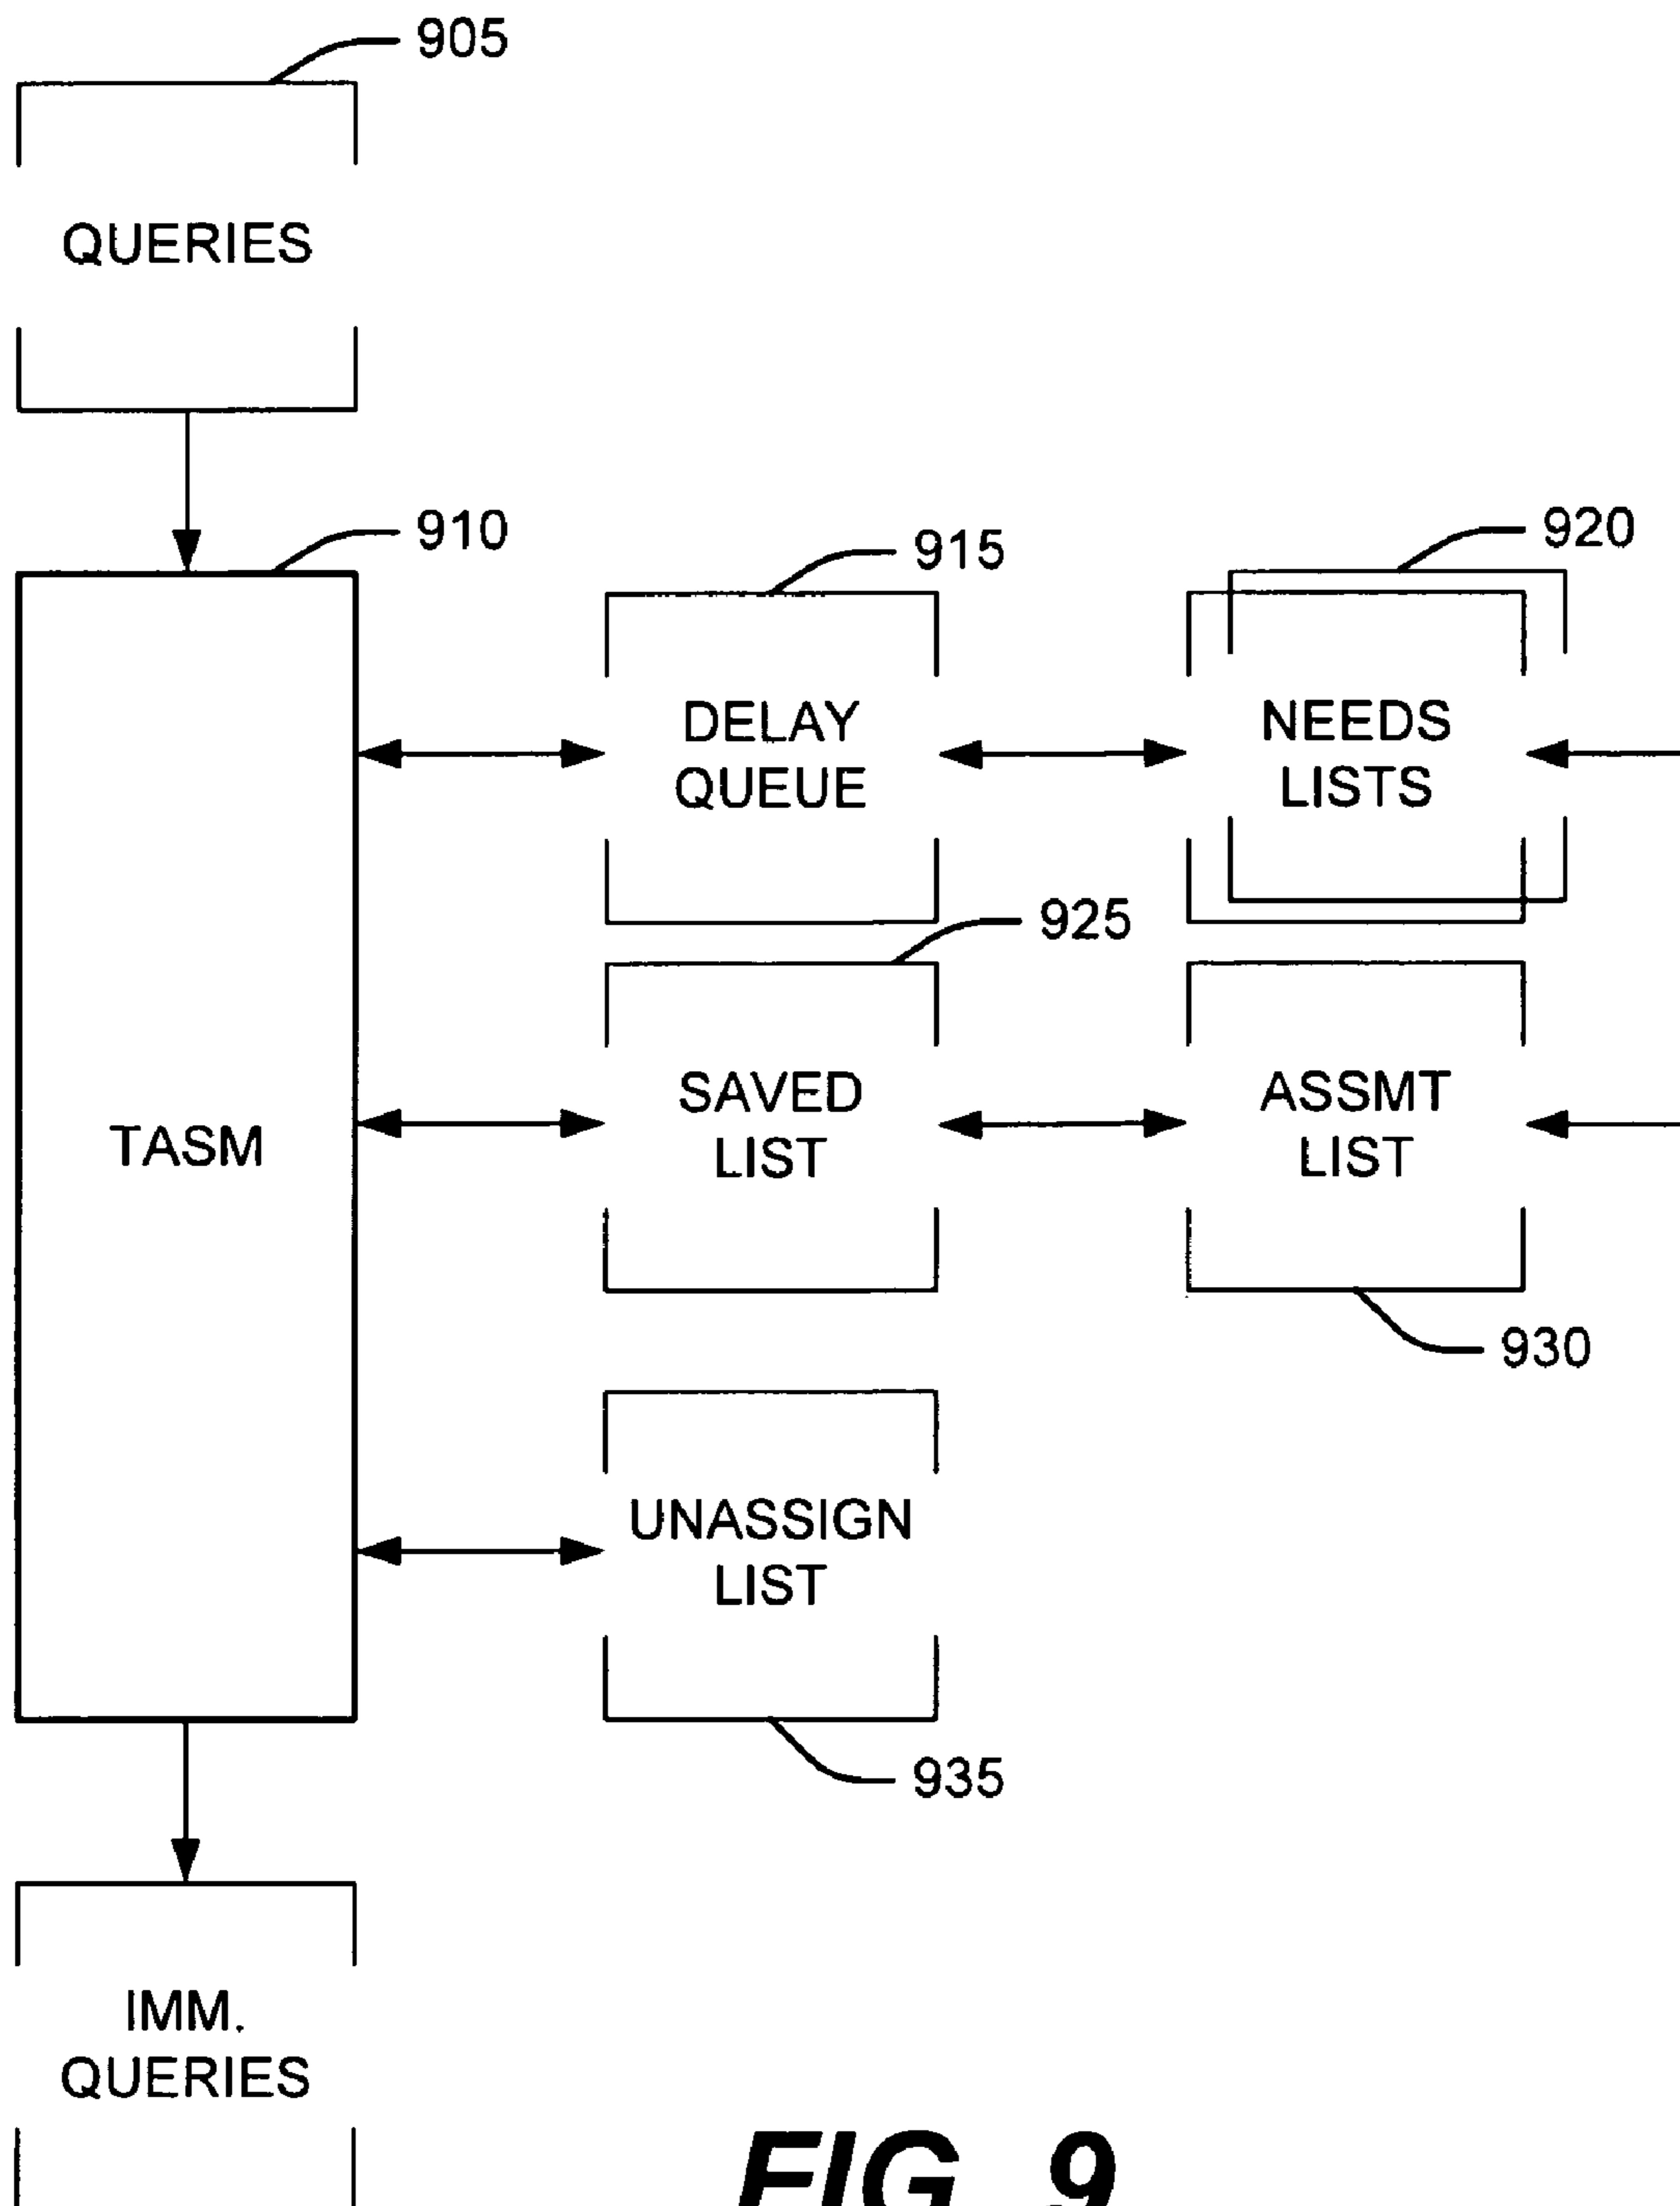 905
QUERIES
910
915
920
DELAY
QUEUE
NEEDS
LISTS
925
SAVED
LIST
ASSMT
LIST
TASM
930
UNASSIGN
LIST
935
IMM.
QUERIES
FIG. 9